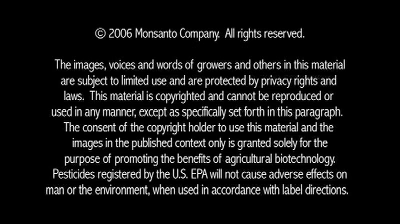 © 2006 Monsanto Company. All rights reserved.
The images, voices and words of growers and others in this material
are subject to limited use and are protected by privacy rights and
laws. This material is copyrighted and cannot be reproduced or
used in any manner, except as specifically set forth in this paragraph.
The consent of the copyright holder to use this material and the
images in the published context only is granted solely for the
purpose of promoting the benefits of agricultural biotechnology.
Pesticides registered by the U.S. EPA will not cause adverse effects on
man or the environment, when used in accordance with label directions.